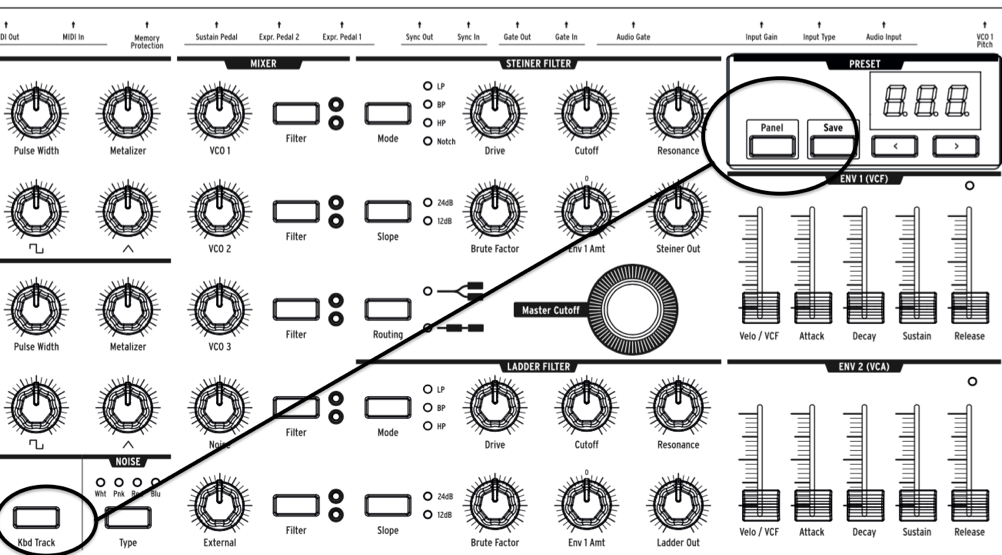 DI Out MIDI In Memory Protection Sustain Pedal Expr. Pedal 2 Expr. Pedal 1 Sync Out Sync In Gate Out Gate In Audio Gate Input Gain Input Type Audio Input VCO 1 Pitch
MIXER STEINER FILTER PRESET
LP
BP
HP
Notch
8.8.8
Panel Save
< >
Pulse Width Metalizer VCO 1 Filter Mode Drive Cutoff Resonance
ENV 1 (VCF)
0
24dB
12dB
VCO 2 Filter Slope Brute Factor Env 1 Amt Steiner Out
Master Cutoff
Pulse Width Metalizer VCO 3 Filter Routing Velo / VCF Attack Decay Sustain Release
LADDER FILTER ENV 2 (VCA)
LP
BP
HP
Noise Filter Mode Drive Cutoff Resonance
NOISE
Wht Pnk Red Blu
0
24dB
12dB
Kbd Track Type External Filter Slope Brute Factor Env 1 Amt Ladder Out Velo / VCF Attack Decay Sustain Release